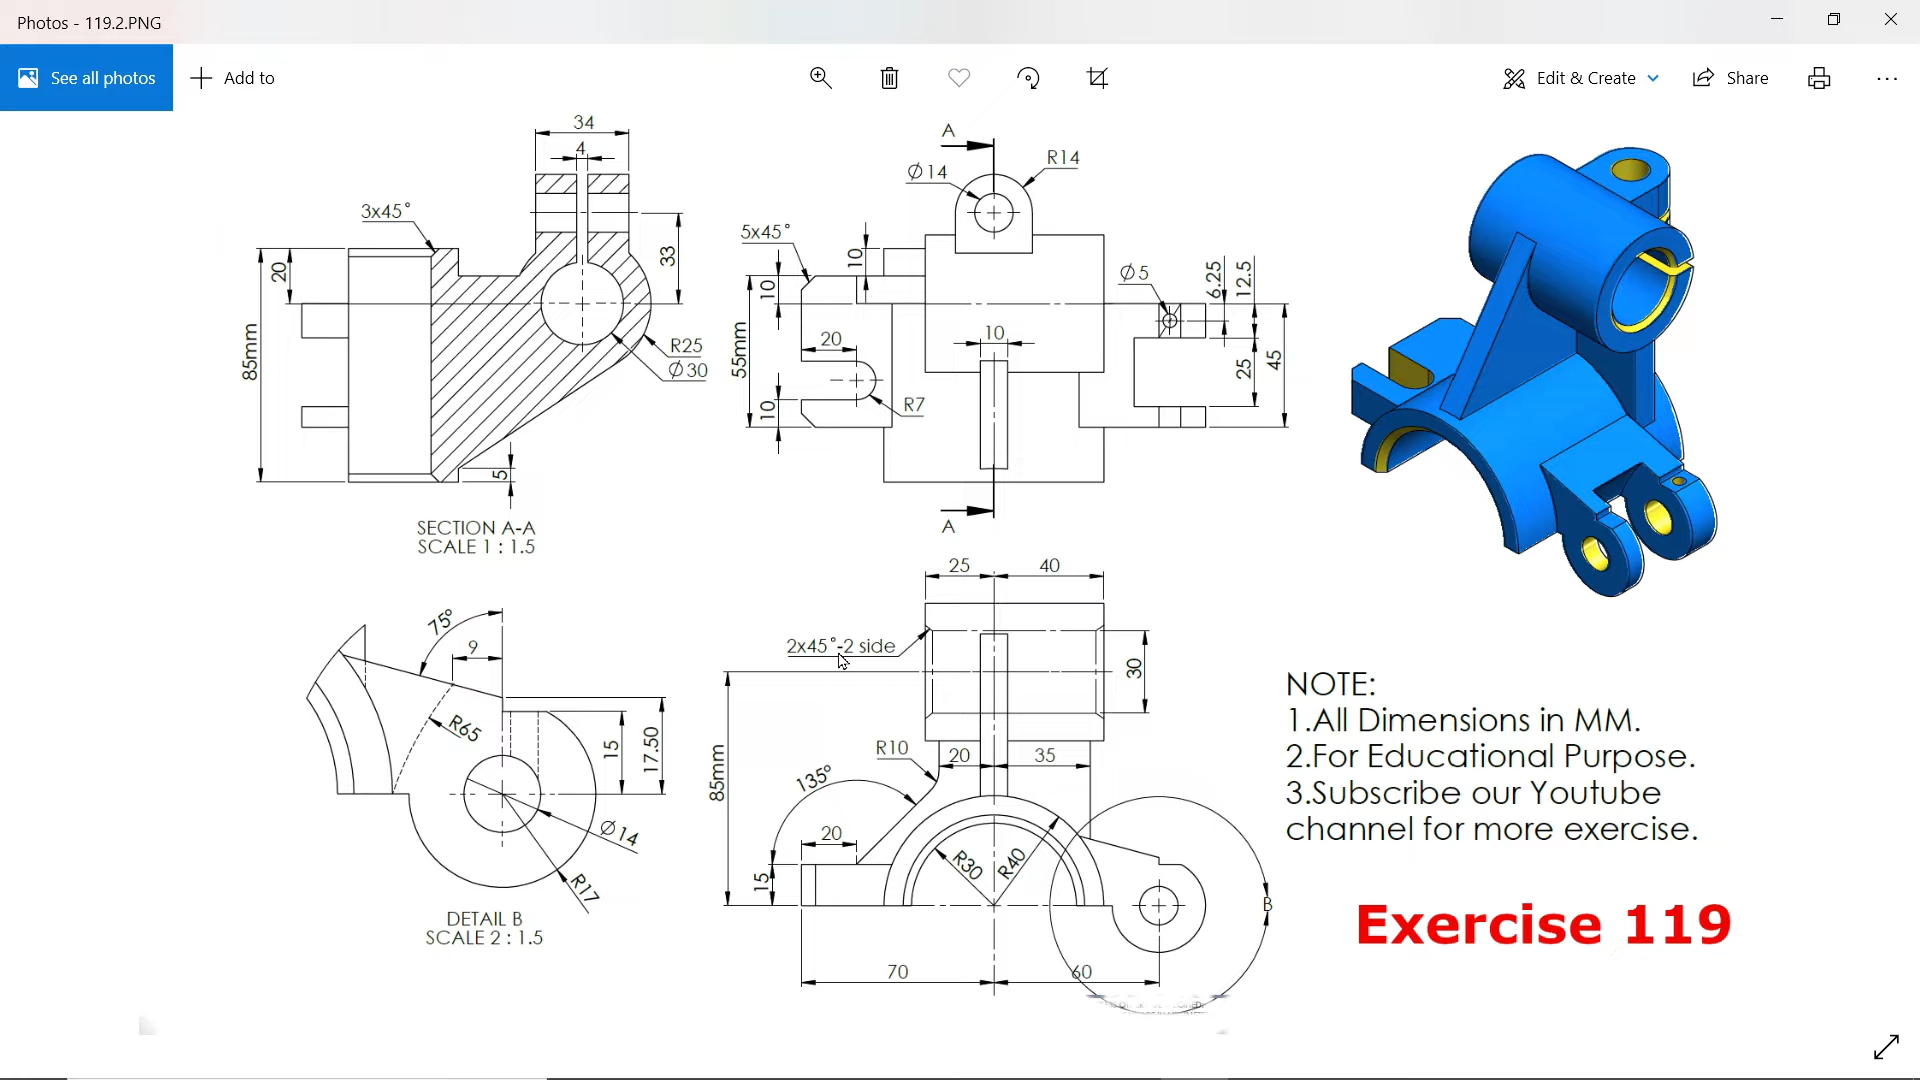 Photos - 119.2.PNG
See all photos
Add to
Edit & Create
Share
34
4
3x45°
20
33
85mm
R25
Ø30
5
SECTION A-A
SCALE 1 : 1.5
A
Ø14
R14
5x45°
10
10
Ø5
6.25
12.5
20
10
55mm
25
45
10
R7
A
25
40
2x45°-2 side
30
R10
20
35
85mm
135°
20
15
R30
R40
B
70
60
75°
9
R65
15
17.50
Ø14
R17
DETAIL B
SCALE 2 : 1.5
NOTE:
1.All Dimensions in MM.
2.For Educational Purpose.
3.Subscribe our Youtube
channel for more exercise.
Exercise 119